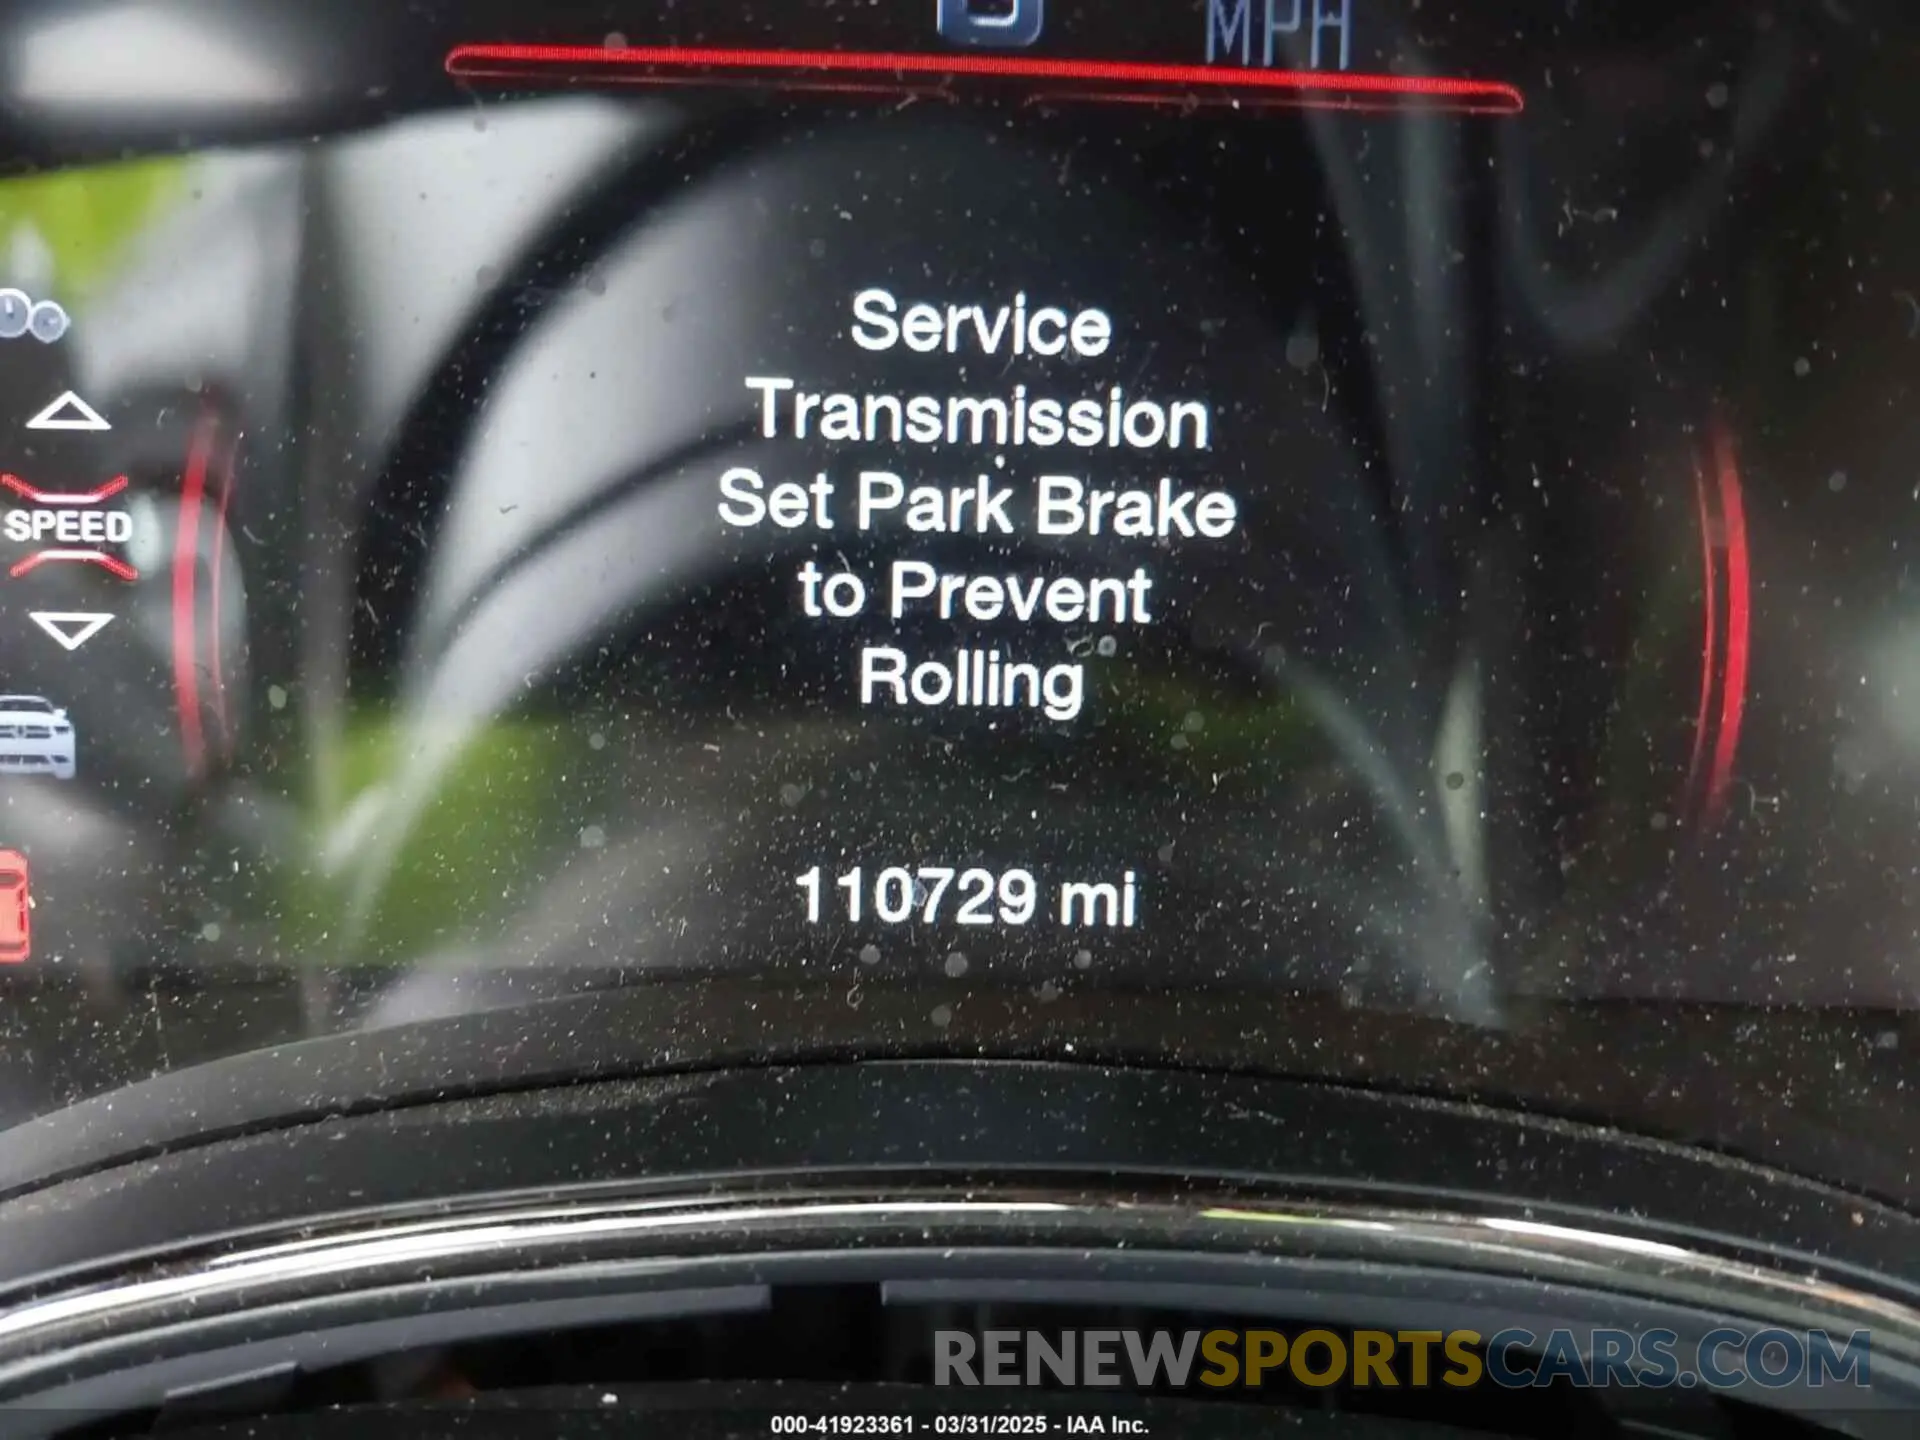 MPH
Service
Transmission
Set Park Brake
to Prevent
Rolling
SPEED
110729 mi
RENEWSPORTSCARS.COM
000-41923361 - 03/31/2025 - IAA Inc.